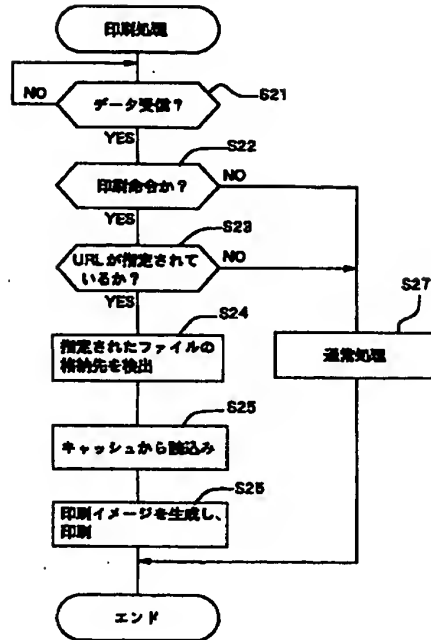 印刷処理
NO
データ受信?
S21
YES
S22
印刷命令か?
NO
YES
S23
URLが指定されて
いるか?
NO
YES
S24
S27
指定されたファイルの
格納先を検出
通常処理
S25
キャッシュから読込み
S25
印刷イメージを生成し、
印刷
エンド